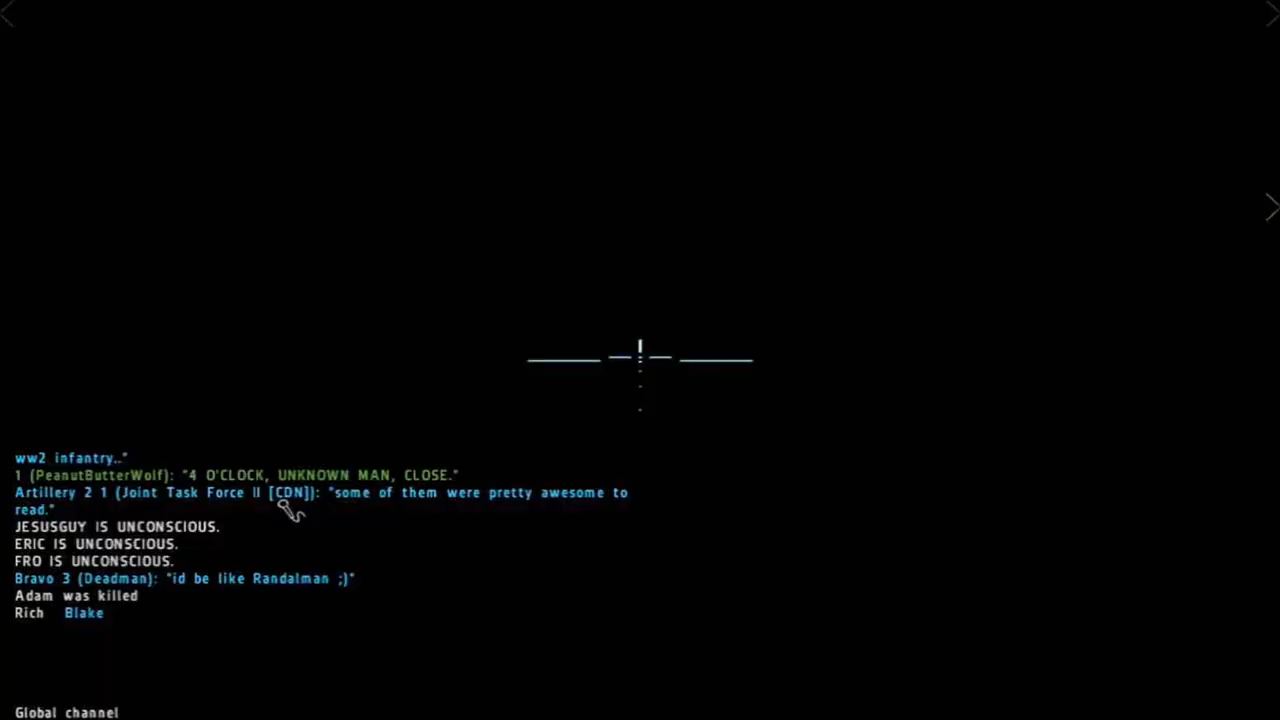 ww2 infantry.."
1 (PeanutButterWolf): "4 O'CLOCK, UNKNOWN MAN, CLOSE."
Artillery 2 1 (Joint Task Force II [CDN]): "some of them were pretty awesome to
read."
JESUSGUY IS UNCONSCIOUS.
ERIC IS UNCONSCIOUS.
FRO IS UNCONSCIOUS.
Bravo 3 (Deadman): "id be like Randalman ;)"
Adam was killed
Rich Blake
Global channel